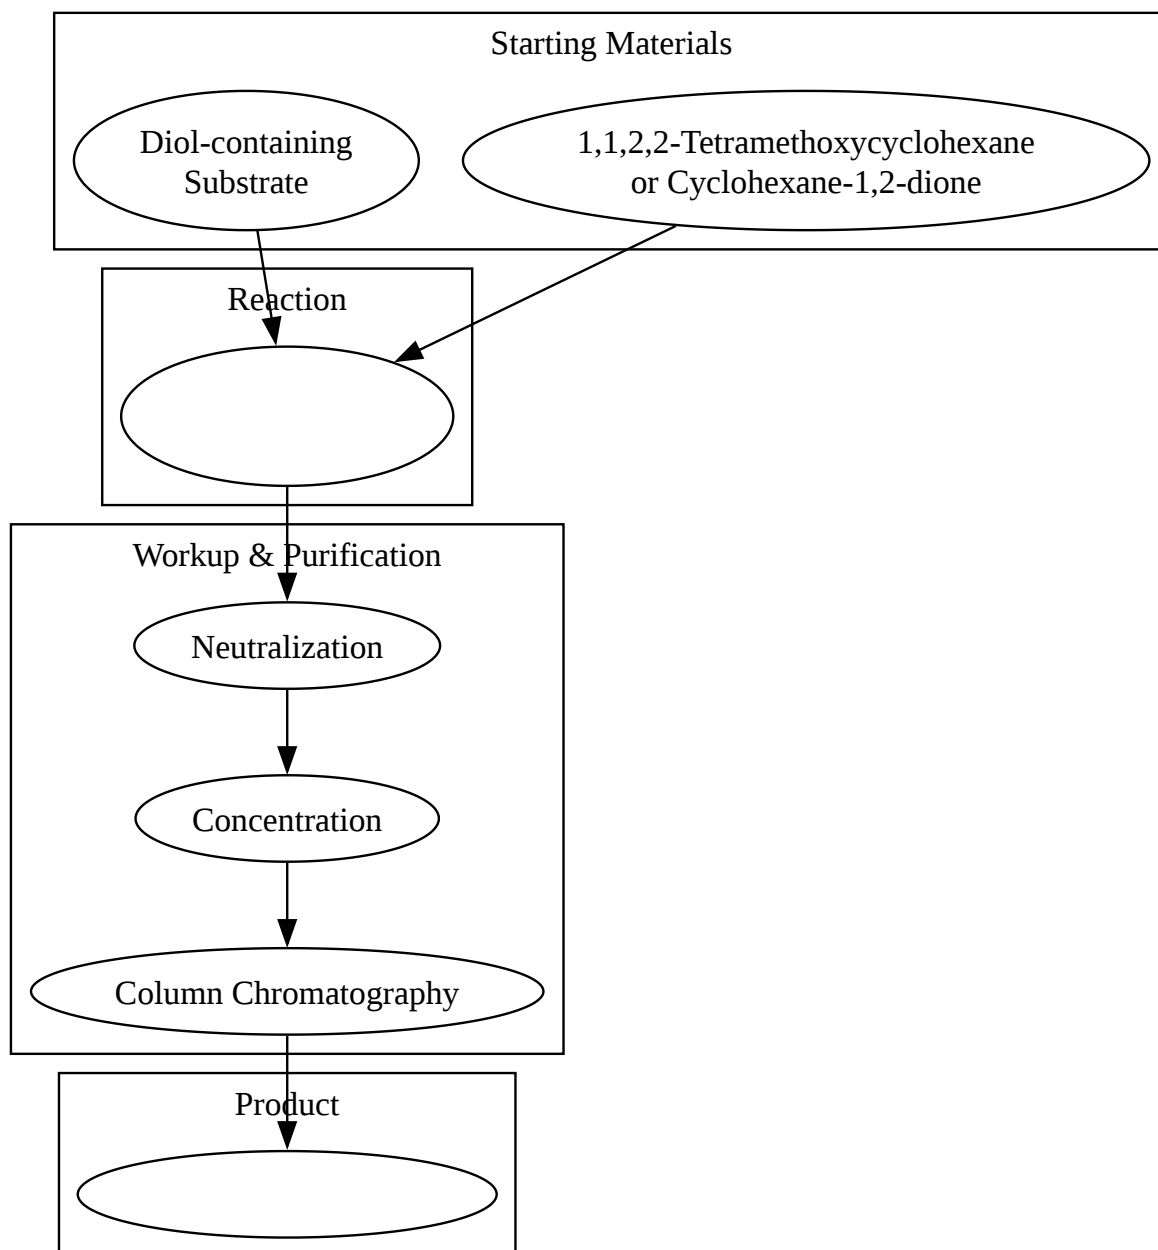 Starting Materials
Diol-containing
Substrate
1,1,2,2-Tetramethoxycyclohexane
or Cyclohexane-1,2-dione
Reaction
Workup & Purification
Neutralization
Concentration
Column Chromatography
Product